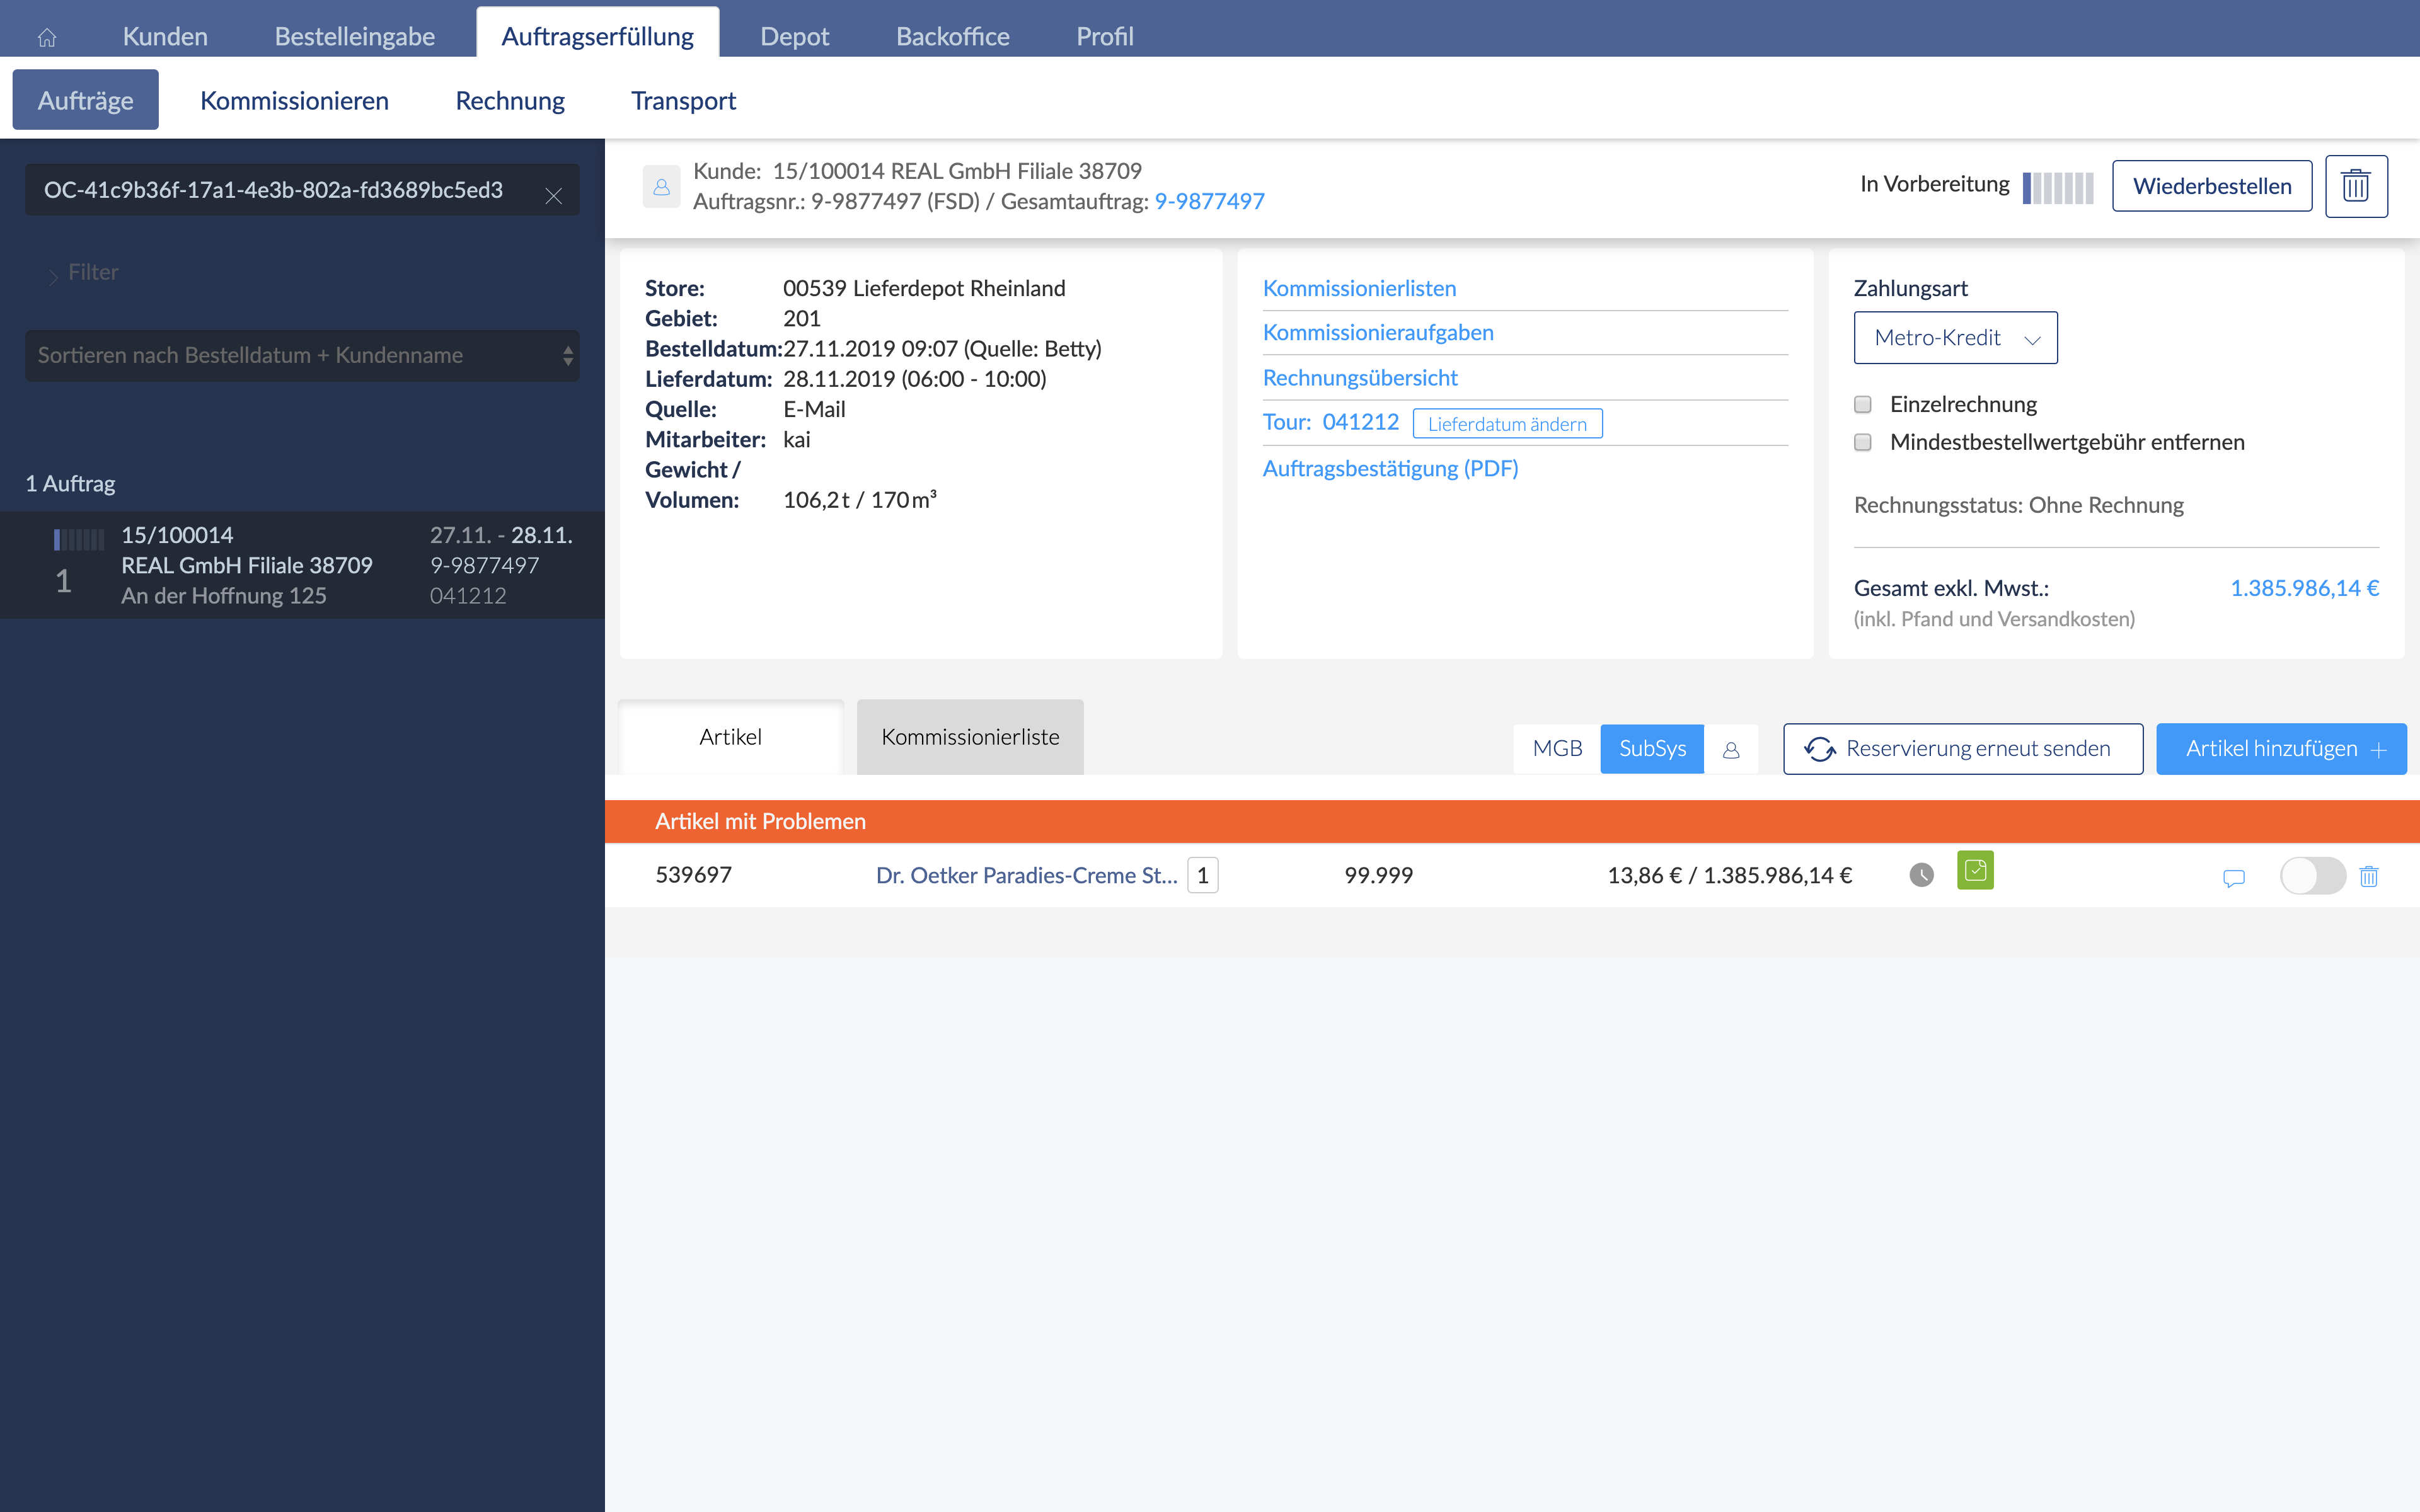 Kunden Bestelleingabe Auftragserfüllung Depot Backoffice Profil
Aufträge Kommissionieren Rechnung Transport
OC-41c9b36f-17a1-4e3b-802a-fd3689bc5ed3
Filter
Sortieren nach Bestelldatum + Kundenname
1 Auftrag
15/100014 27.11. - 28.11.
REAL GmbH Filiale 38709 9-9877497
1 An der Hoffnung 125 041212
Kunde: 15/100014 REAL GmbH Filiale 38709
Auftragsnr.: 9-9877497 (FSD) / Gesamtauftrag: 9-9877497
In Vorbereitung Wiederbestellen
Store: 00539 Lieferdepot Rheinland
Gebiet: 201
Bestelldatum: 27.11.2019 09:07 (Quelle: Betty)
Lieferdatum: 28.11.2019 (06:00 - 10:00)
Quelle: E-Mail
Mitarbeiter: kai
Gewicht /
Volumen: 106,2 t / 170 m³
Kommissionierlisten
Kommissionieraufgaben
Rechnungsübersicht
Tour: 041212 Lieferdatum ändern
Auftragsbestätigung (PDF)
Zahlungsart
Metro-Kredit
Einzelrechnung
Mindestbestellwertgebühr entfernen
Rechnungsstatus: Ohne Rechnung
Gesamt exkl. Mwst.: 1.385.986,14 €
(inkl. Pfand und Versandkosten)
Artikel Kommissionierliste
MGB SubSys Reservierung erneut senden Artikel hinzufügen
Artikel mit Problemen
539697 Dr. Oetker Paradies-Creme St... 1 99.999 13,86 € / 1.385.986,14 €